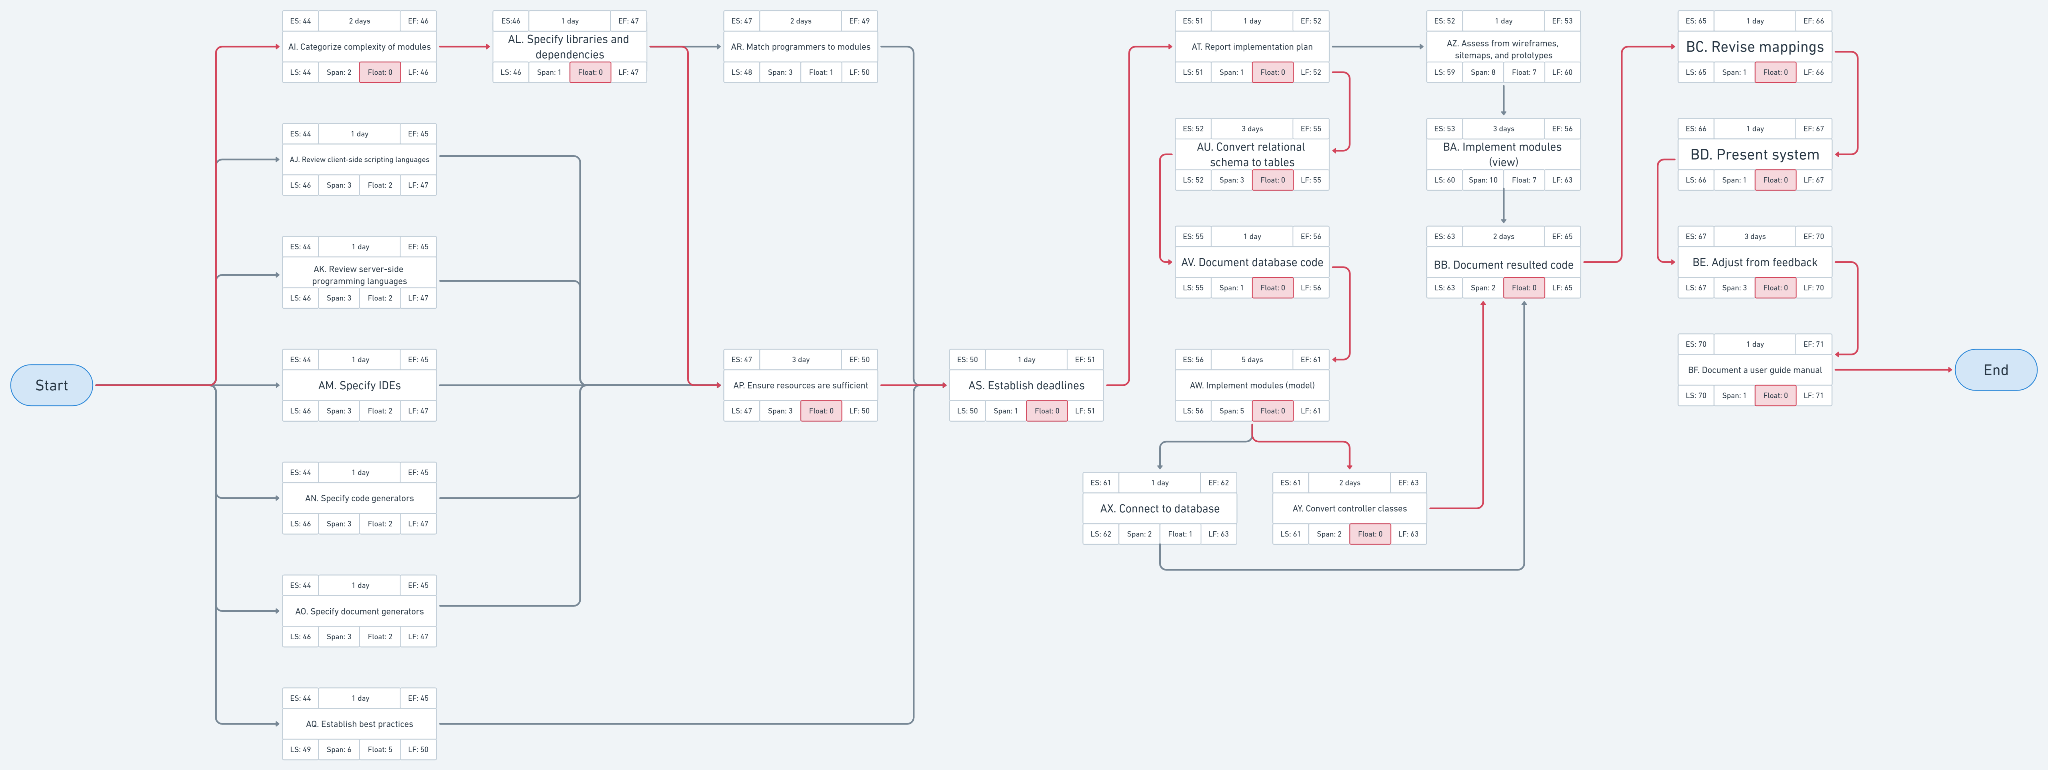 Start
ES: 44
2 days
EF: 46
AI. Categorize complexity of modules
LS: 44
Span: 2
Float: 0
LF: 46
ES: 44
1 day
EF: 45
AJ. Review client-side scripting languages
LS: 46
Span: 3
Float: 2
LF: 47
ES: 44
1 day
EF: 45
AK. Review server-side
programming languages
LS: 46
Span: 3
Float: 2
LF: 47
ES: 44
1 day
EF: 45
AM. Specify IDEs
LS: 46
Span: 3
Float: 2
LF: 47
ES: 44
1 day
EF: 45
AN. Specify code generators
LS: 46
Span: 3
Float: 2
LF: 47
ES: 44
1 day
EF: 45
AO. Specify document generators
LS: 46
Span: 3
Float: 2
LF: 47
ES: 44
1 day
EF: 45
AQ. Establish best practices
LS: 49
Span: 6
Float: 5
LF: 50
ES:46
1 day
EF: 47
AL. Specify libraries and
dependencies
LS: 46
Span: 1
Float: 0
LF: 47
ES: 47
2 days
EF: 49
AR. Match programmers to modules
LS: 48
Span: 3
Float: 1
LF: 50
ES: 47
3 day
EF: 50
AP. Ensure resources are sufficient
LS: 47
Span: 3
Float: 0
LF: 50
ES: 50
1 day
EF: 51
AS. Establish deadlines
LS: 50
Span: 1
Float: 0
LF: 51
ES: 51
1 day
EF: 52
AT. Report implementation plan
LS: 51
Span: 1
Float: 0
LF: 52
ES: 52
3 days
EF: 55
AU. Convert relational
schema to tables
LS: 52
Span: 3
Float: 0
LF: 55
ES: 55
1 day
EF: 56
AV. Document database code
LS: 55
Span: 1
Float: 0
LF: 56
ES: 56
5 days
EF: 61
AW. Implement modules (model)
LS: 56
Span: 5
Float: 0
LF: 61
ES: 61
1 day
EF: 62
AX. Connect to database
LS: 62
Span: 2
Float: 1
LF: 63
ES: 61
2 days
EF: 63
AY. Convert controller classes
LS: 61
Span: 2
Float: 0
LF: 63
ES: 52
1 day
EF: 53
AZ. Assess from wireframes,
sitemaps, and prototypes
LS: 59
Span: 8
Float: 7
LF: 60
ES: 53
3 days
EF: 56
BA. Implement modules
(view)
LS: 60
Span: 10
Float: 7
LF: 63
ES: 63
2 days
EF: 65
BB. Document resulted code
LS: 63
Span: 2
Float: 0
LF: 65
ES: 65
1 day
EF: 66
BC. Revise mappings
LS: 65
Span: 1
Float: 0
LF: 66
ES: 66
1 day
EF: 67
BD. Present system
LS: 66
Span: 1
Float: 0
LF: 67
ES: 67
3 days
EF: 70
BE. Adjust from feedback
LS: 67
Span: 3
Float: 0
LF: 70
ES: 70
1 day
EF: 71
BF. Document a user guide manual
LS: 70
Span: 1
Float: 0
LF: 71
End